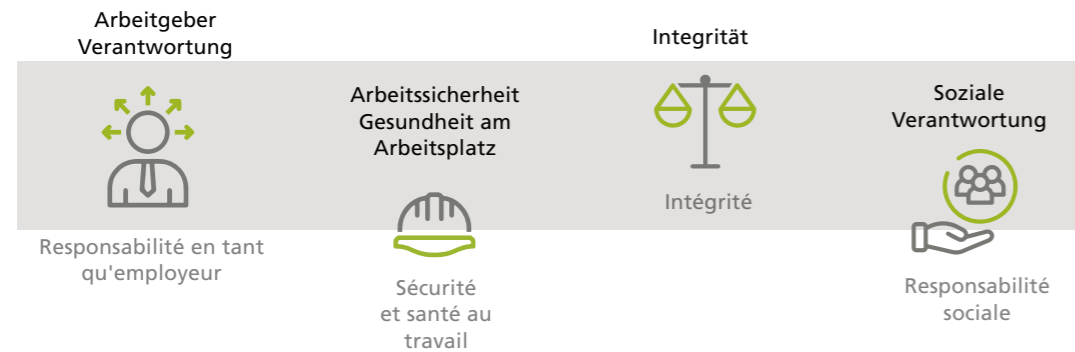 Arbeitgeber
Verantwortung
Responsabilité en tant
qu'employeur
Arbeitssicherheit
Gesundheit am
Arbeitsplatz
Sécurité
et santé au
travail
Integrität
Intégrité
Soziale
Verantwortung
Responsabilité
sociale